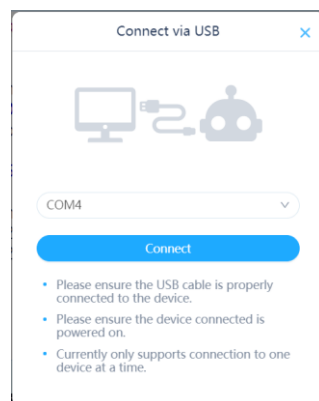 Connect via USB
COM4
Connect
Please ensure the USB cable is properly
connected to the device.
Please ensure the device connected is
powered on.
Currently only supports connection to one
device at a time.